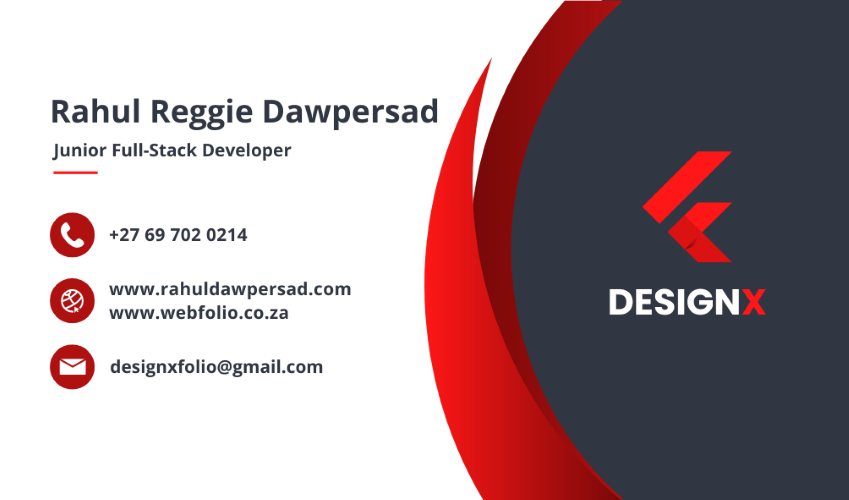 Rahul Reggie Dawpersad
Junior Full-Stack Developer
+27 69 702 0214
www.rahuldawpersad.com
www.webfolio.co.za
designxfolio@gmail.com
DESIGNX